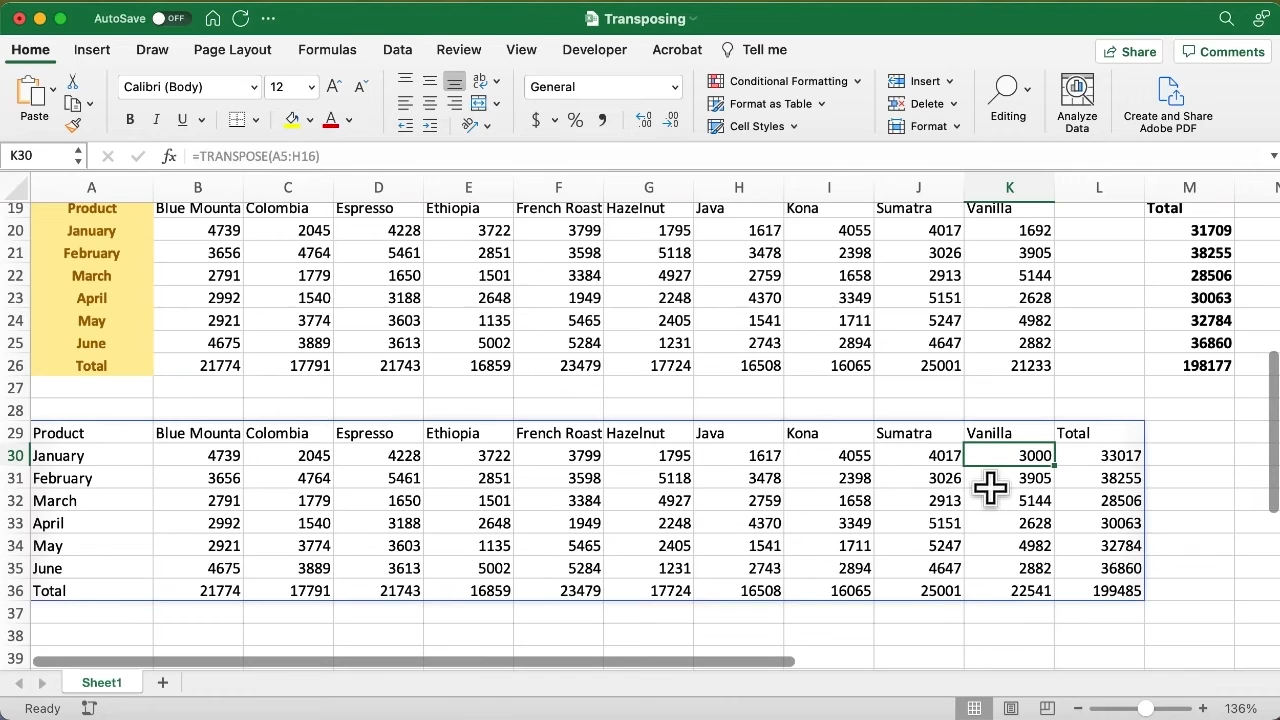 AutoSave OFF Transposing
Home Insert Draw Page Layout Formulas Data Review View Developer Acrobat Tell me Share Comments
Paste Calibri (Body) 12 A A B I U A ab General $ % 9 Conditional Formatting Format as Table Cell Styles Insert Delete Format Editing Analyze Data Create and Share Adobe PDF
K30 fx =TRANSPOSE(A5:H16)
A B C D E F G H I J K L M N
19 Product Blue Mounta Colombia Espresso Ethiopia French Roast Hazelnut Java Kona Sumatra Vanilla Total
20 January 4739 2045 4228 3722 3799 1795 1617 4055 4017 1692 31709
21 February 3656 4764 5461 2851 3598 5118 3478 2398 3026 3905 38255
22 March 2791 1779 1650 1501 3384 4927 2759 1658 2913 5144 28506
23 April 2992 1540 3188 2648 1949 2248 4370 3349 5151 2628 30063
24 May 2921 3774 3603 1135 5465 2405 1541 1711 5247 4982 32784
25 June 4675 3889 3613 5002 5284 1231 2743 2894 4647 2882 36860
26 Total 21774 17791 21743 16859 23479 17724 16508 16065 25001 21233 198177
27
28
29 Product Blue Mounta Colombia Espresso Ethiopia French Roast Hazelnut Java Kona Sumatra Vanilla Total
30 January 4739 2045 4228 3722 3799 1795 1617 4055 4017 3000 33017
31 February 3656 4764 5461 2851 3598 5118 3478 2398 3026 3905 38255
32 March 2791 1779 1650 1501 3384 4927 2759 1658 2913 5144 28506
33 April 2992 1540 3188 2648 1949 2248 4370 3349 5151 2628 30063
34 May 2921 3774 3603 1135 5465 2405 1541 1711 5247 4982 32784
35 June 4675 3889 3613 5002 5284 1231 2743 2894 4647 2882 36860
36 Total 21774 17791 21743 16859 23479 17724 16508 16065 25001 22541 199485
37
38
39
Sheet1 +
Ready - + 136%